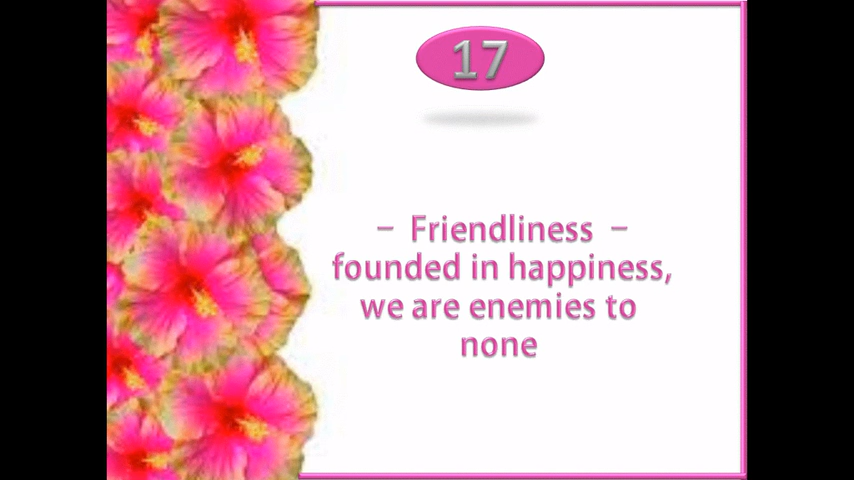 17
– Friendliness –
founded in happiness,
we are enemies to
none